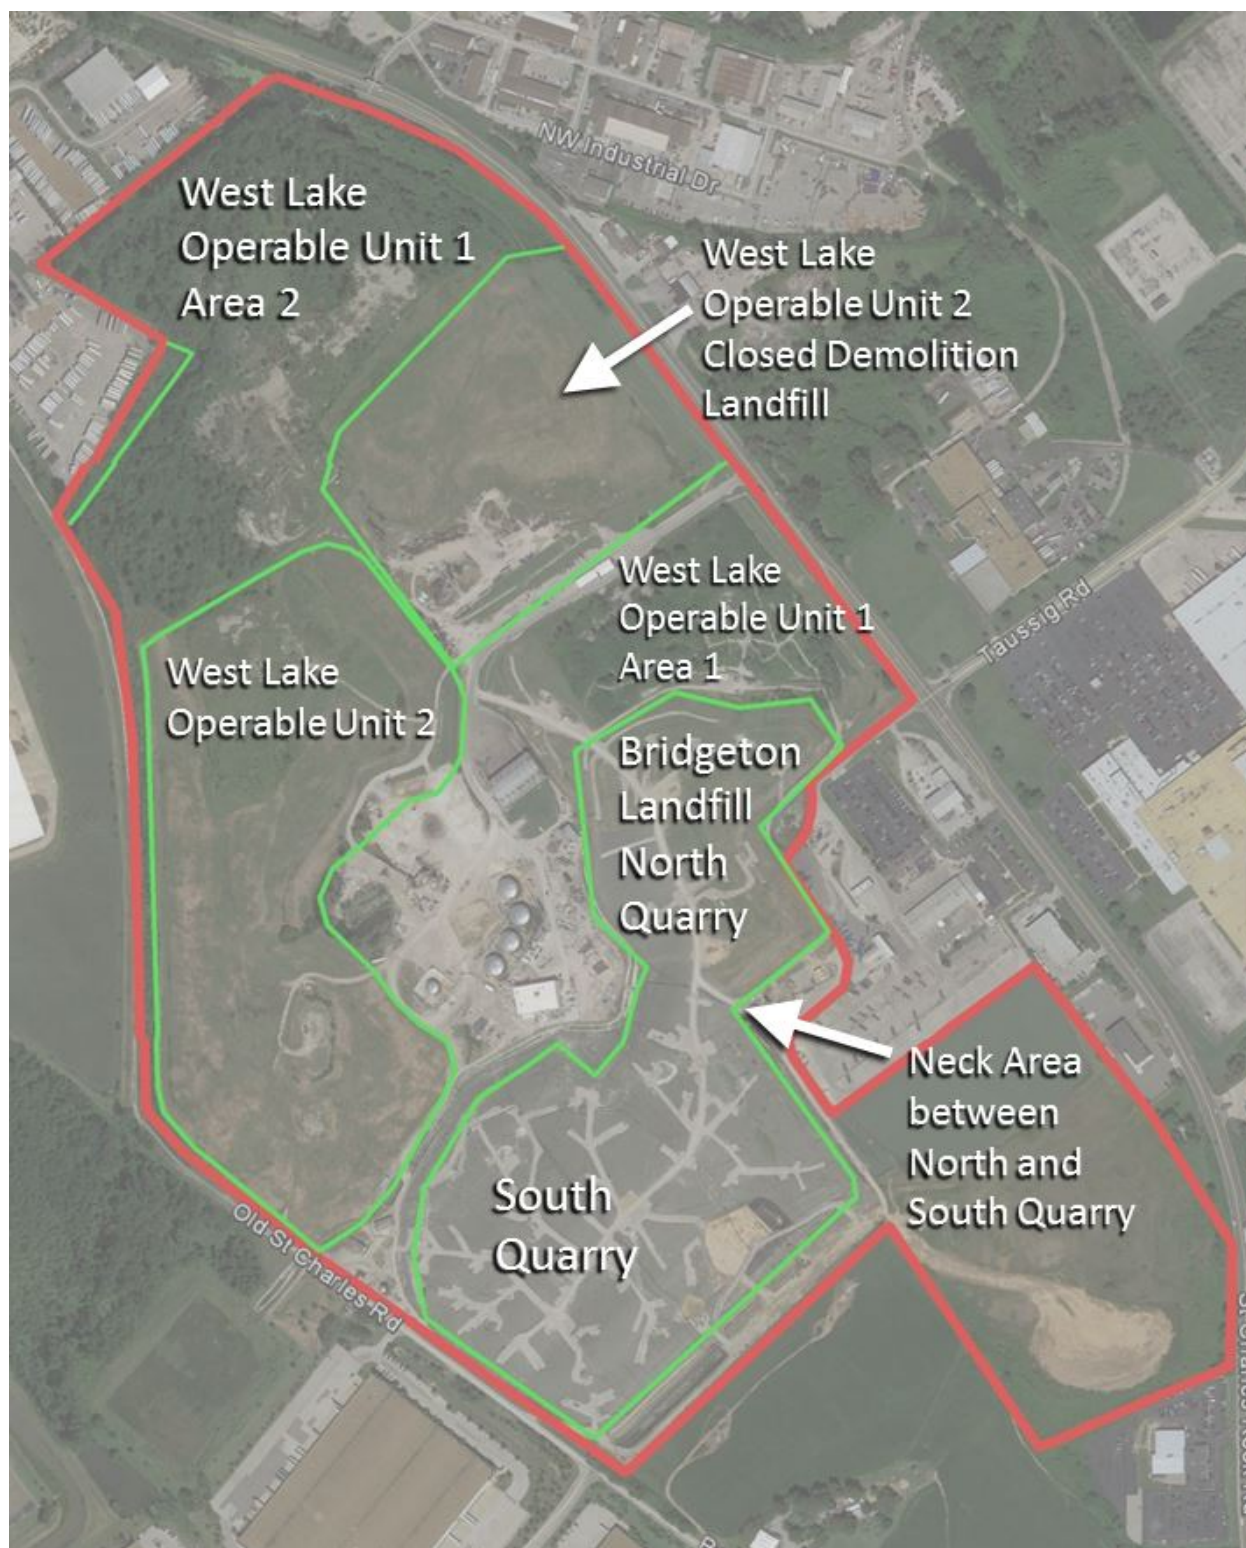 NW Industrial Dr
West Lake
Operable Unit 1
Area 2
West Lake
Operable Unit 2
Closed Demolition
Landfill
West Lake
Operable Unit 1
Area 1
Taussig Rd
West Lake
Operable Unit 2
Bridgeton
Landfill
North
Quarry
Neck Area
between
North and
South Quarry
South
Quarry
Old St Charles Rd